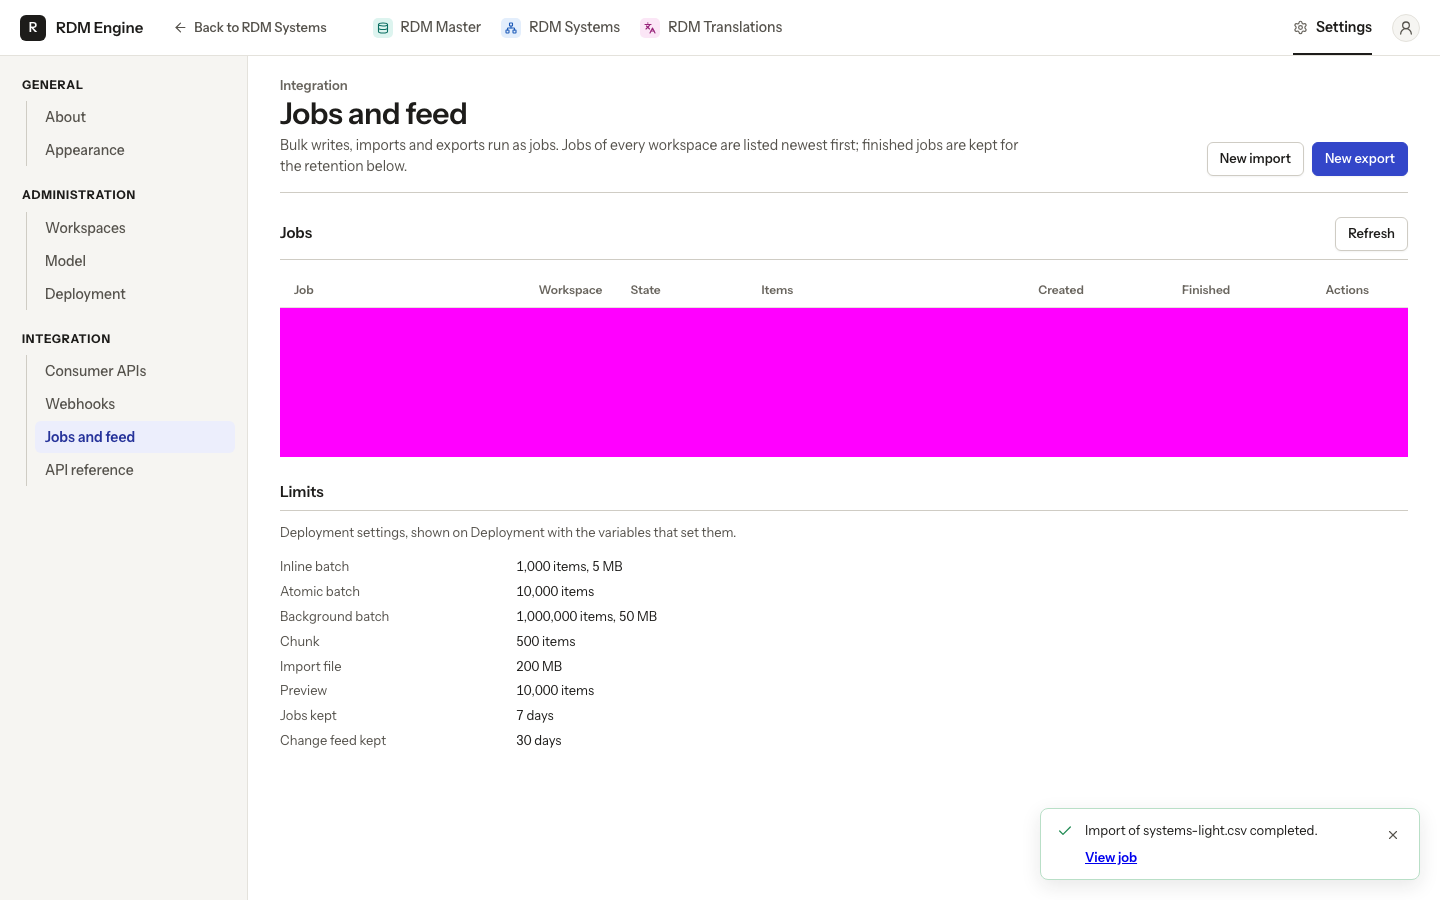 R RDM Engine
Back to RDM Systems
RDM Master
RDM Systems
RDM Translations
Settings
GENERAL
About
Appearance
ADMINISTRATION
Workspaces
Model
Deployment
INTEGRATION
Consumer APIs
Webhooks
Jobs and feed
API reference
Integration
Jobs and feed
Bulk writes, imports and exports run as jobs. Jobs of every workspace are listed newest first; finished jobs are kept for
the retention below.
New import
New export
Jobs
Refresh
Job Workspace State Items Created Finished Actions
Limits
Deployment settings, shown on Deployment with the variables that set them.
Inline batch 1,000 items, 5 MB
Atomic batch 10,000 items
Background batch 1,000,000 items, 50 MB
Chunk 500 items
Import file 200 MB
Preview 10,000 items
Jobs kept 7 days
Change feed kept 30 days
Import of systems-light.csv completed.
View job